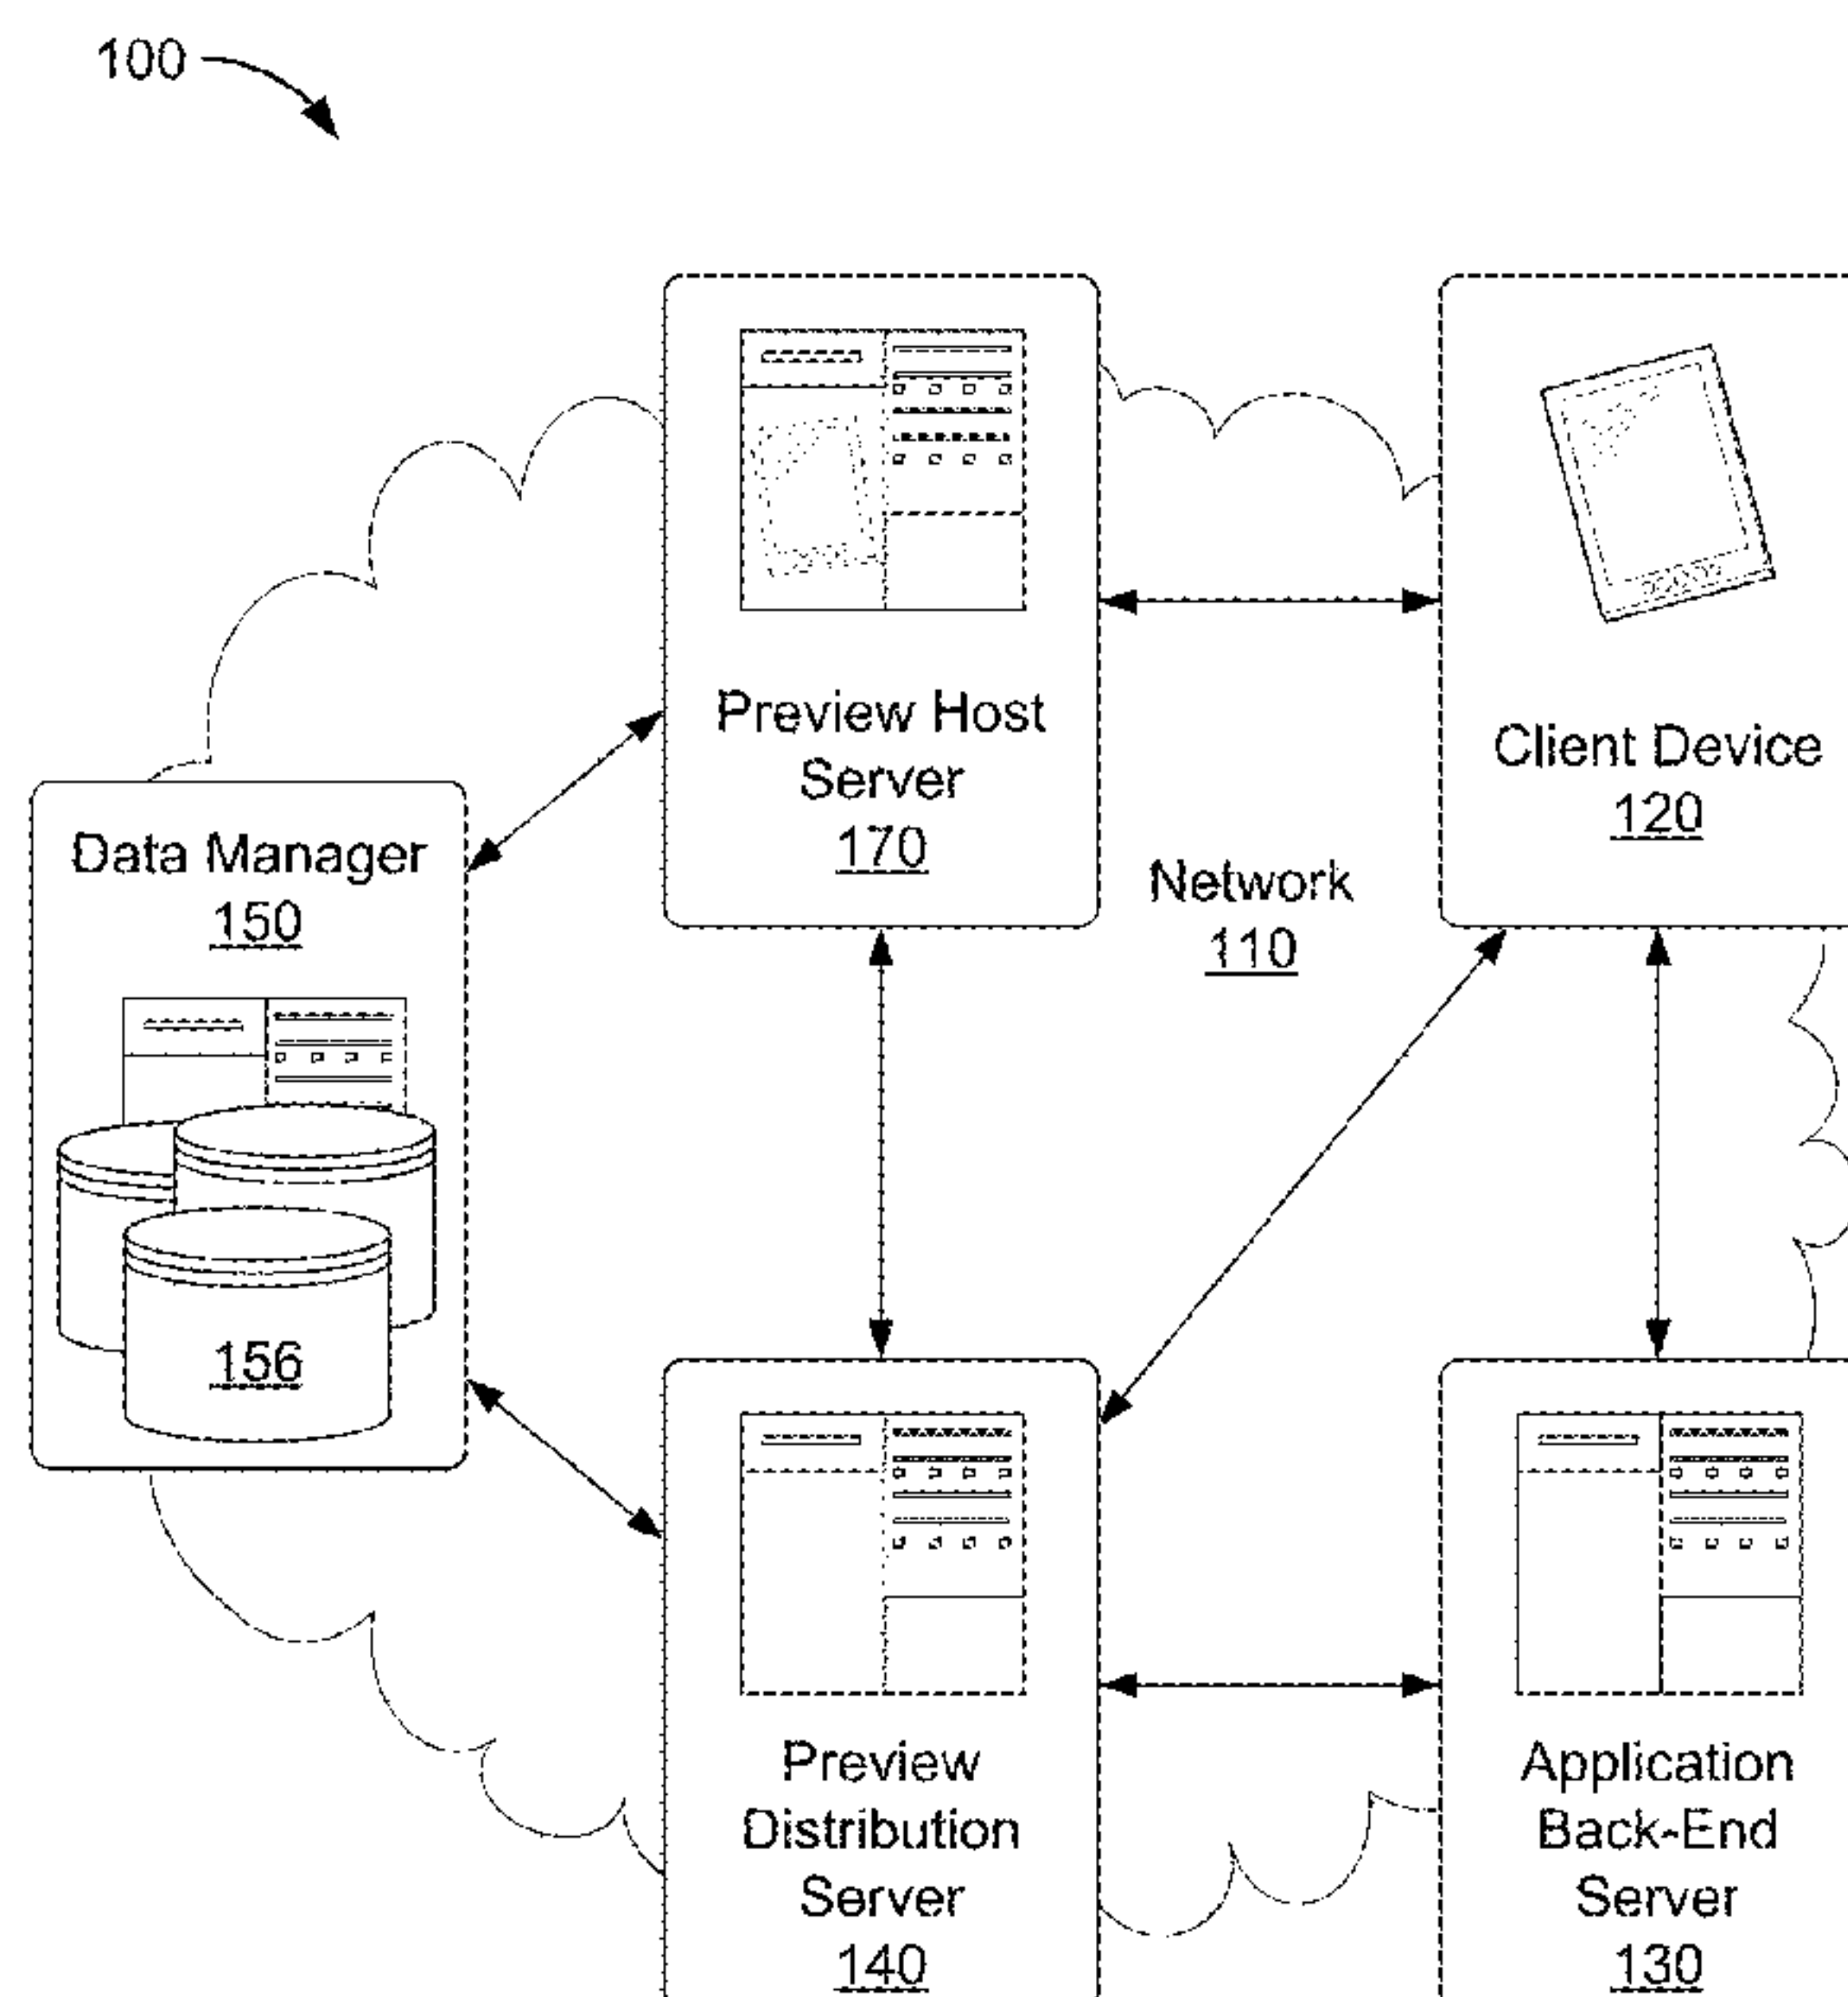 100
Preview Host
Server
170
Client Device
120
Data Manager
150
Network
110
156
Preview
Distribution
Server
140
Application
Back-End
Server
130